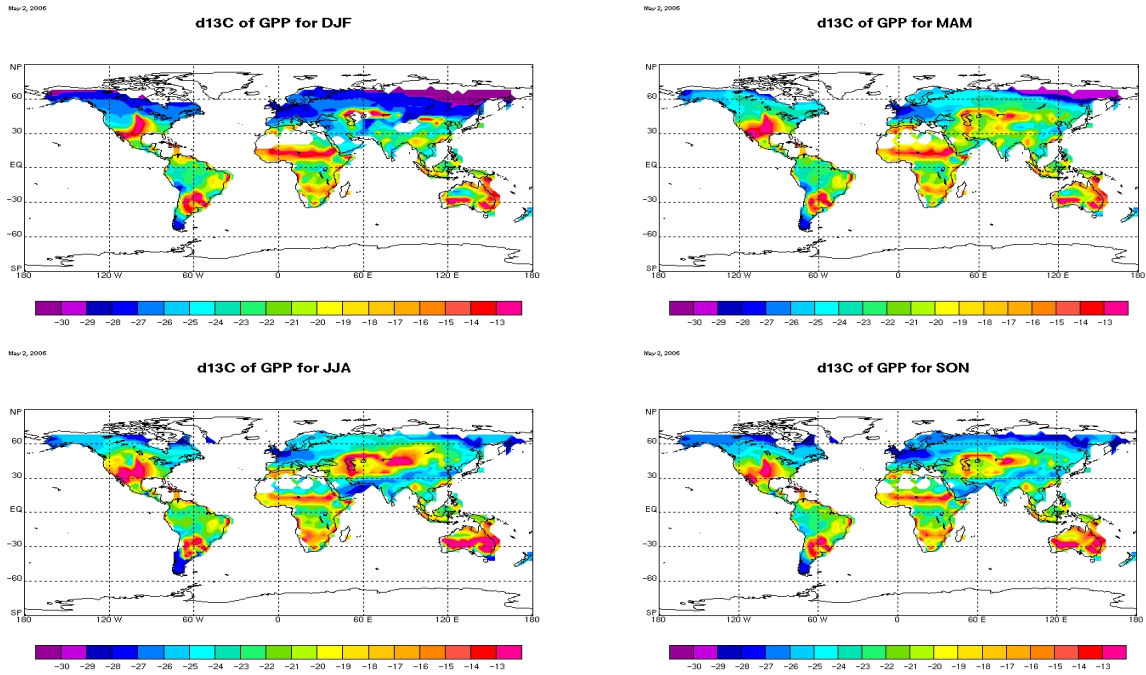 May 2, 2006
d13C of GPP for DJF
NP
60
30
EQ
−30
−60
SP
180 120 W 60 W 0 60 E 120 E 180
−30 −29 −28 −27 −26 −25 −24 −23 −22 −21 −20 −19 −18 −17 −16 −15 −14 −13
May 2, 2006
d13C of GPP for MAM
NP
60
30
EQ
−30
−60
SP
180 120 W 60 W 0 60 E 120 E 180
−30 −29 −28 −27 −26 −25 −24 −23 −22 −21 −20 −19 −18 −17 −16 −15 −14 −13
May 2, 2006
d13C of GPP for JJA
NP
60
30
EQ
−30
−60
SP
180 120 W 60 W 0 60 E 120 E 180
−30 −29 −28 −27 −26 −25 −24 −23 −22 −21 −20 −19 −18 −17 −16 −15 −14 −13
May 2, 2006
d13C of GPP for SON
NP
60
30
EQ
−30
−60
SP
180 120 W 60 W 0 60 E 120 E 180
−30 −29 −28 −27 −26 −25 −24 −23 −22 −21 −20 −19 −18 −17 −16 −15 −14 −13